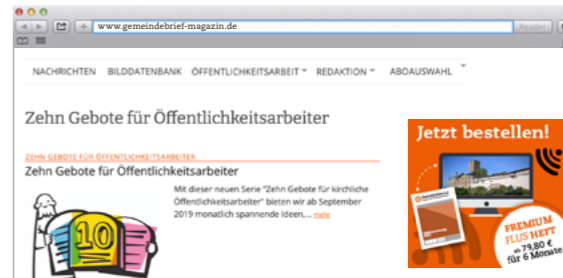 www.gemeindebrief-magazin.de
Reader
NACHRICHTEN BILDDATENBANK ÖFFENTLICHKEITSARBEIT REDAKTION ABOAUSWAHL
Zehn Gebote für Öffentlichkeitsarbeiter
ZEHN GEBOTE FÜR ÖFFENTLICHKEITSARBEITER
Zehn Gebote für Öffentlichkeitsarbeiter
Mit dieser neuen Serie "Zehn Gebote für kirchliche
Öffentlichkeitsarbeiter" bieten wir ab September
2019 monatlich spannende Ideen,... mehr
10
Jetzt bestellen!
PREMIUM
PLUS HEFT
ab 79,80 €
für 6 Monate